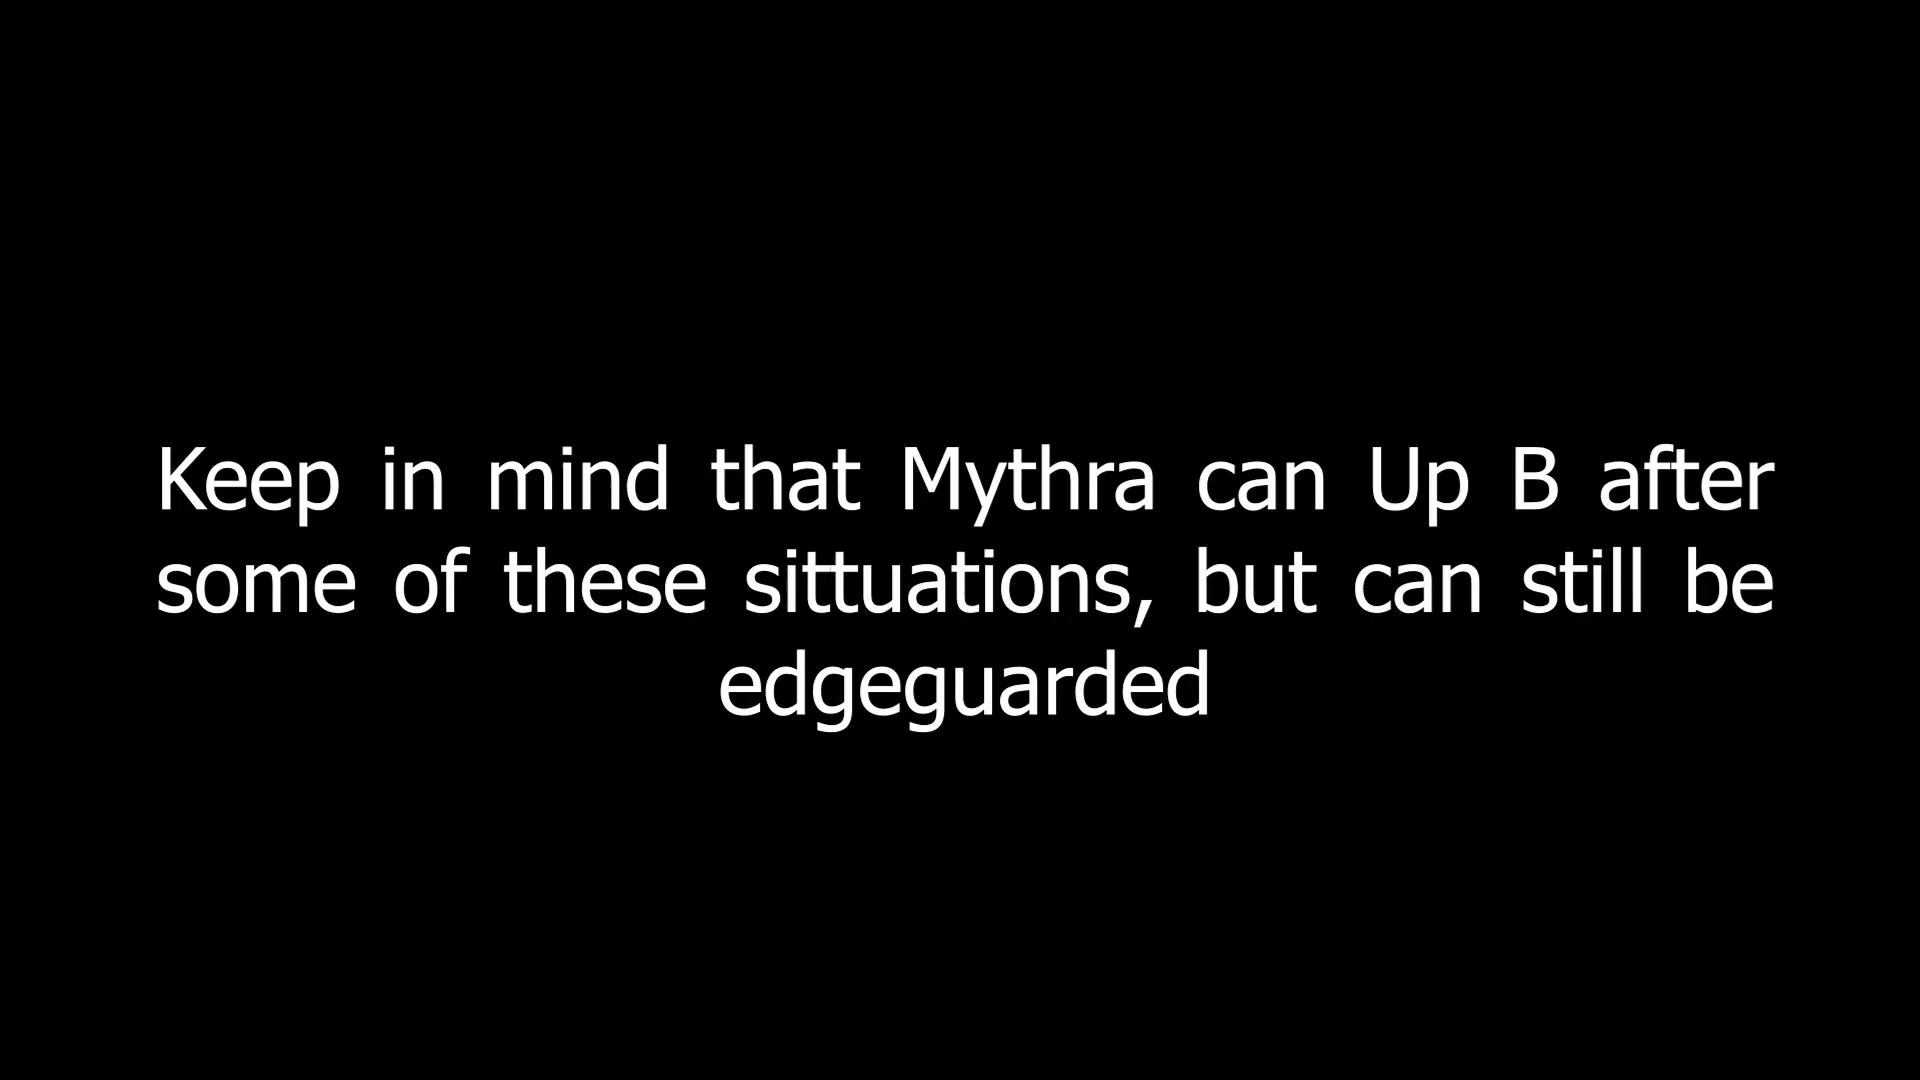 Keep in mind that Mythra can Up B after
some of these sittuations, but can still be
edgeguarded